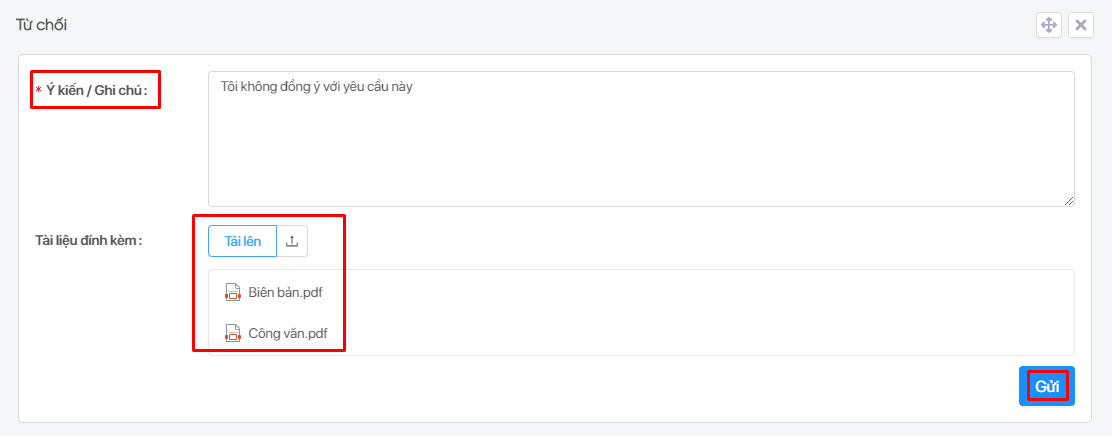 Từ chối
* Ý kiến / Ghi chú :
Tôi không đồng ý với yêu cầu này
Tài liệu đính kèm :
Tải lên
Biên bản.pdf
Công văn.pdf
Gửi